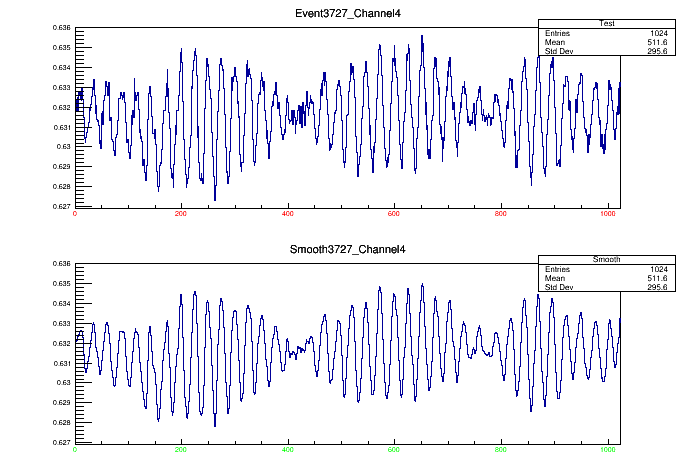 Event3727_Channel4
Test
Entries 1024
Mean 511.6
Std Dev 295.6
0.636
0.635
0.634
0.633
0.632
0.631
0.63
0.629
0.628
0.627
0 200 400 600 800 1000
Smooth3727_Channel4
Smooth
Entries 1024
Mean 511.6
Std Dev 295.6
0.636
0.635
0.634
0.633
0.632
0.631
0.63
0.629
0.628
0.627
0 200 400 600 800 1000